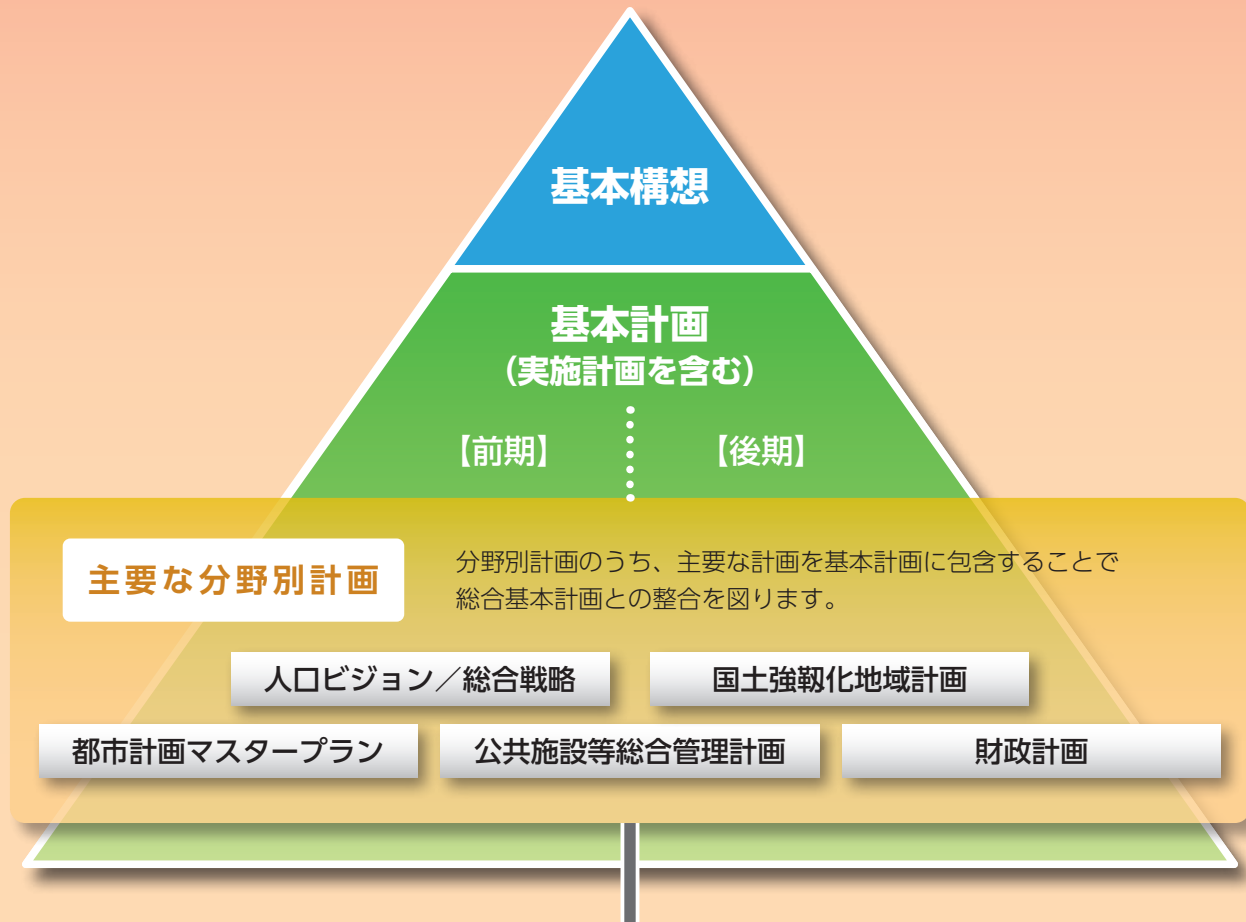 基本構想
基本計画
（実施計画を含む）
【前期】
【後期】
主要な分野別計画
分野別計画のうち、主要な計画を基本計画に包含することで
総合基本計画との整合を図ります。
人口ビジョン／総合戦略
国土強靱化地域計画
都市計画マスタープラン
公共施設等総合管理計画
財政計画